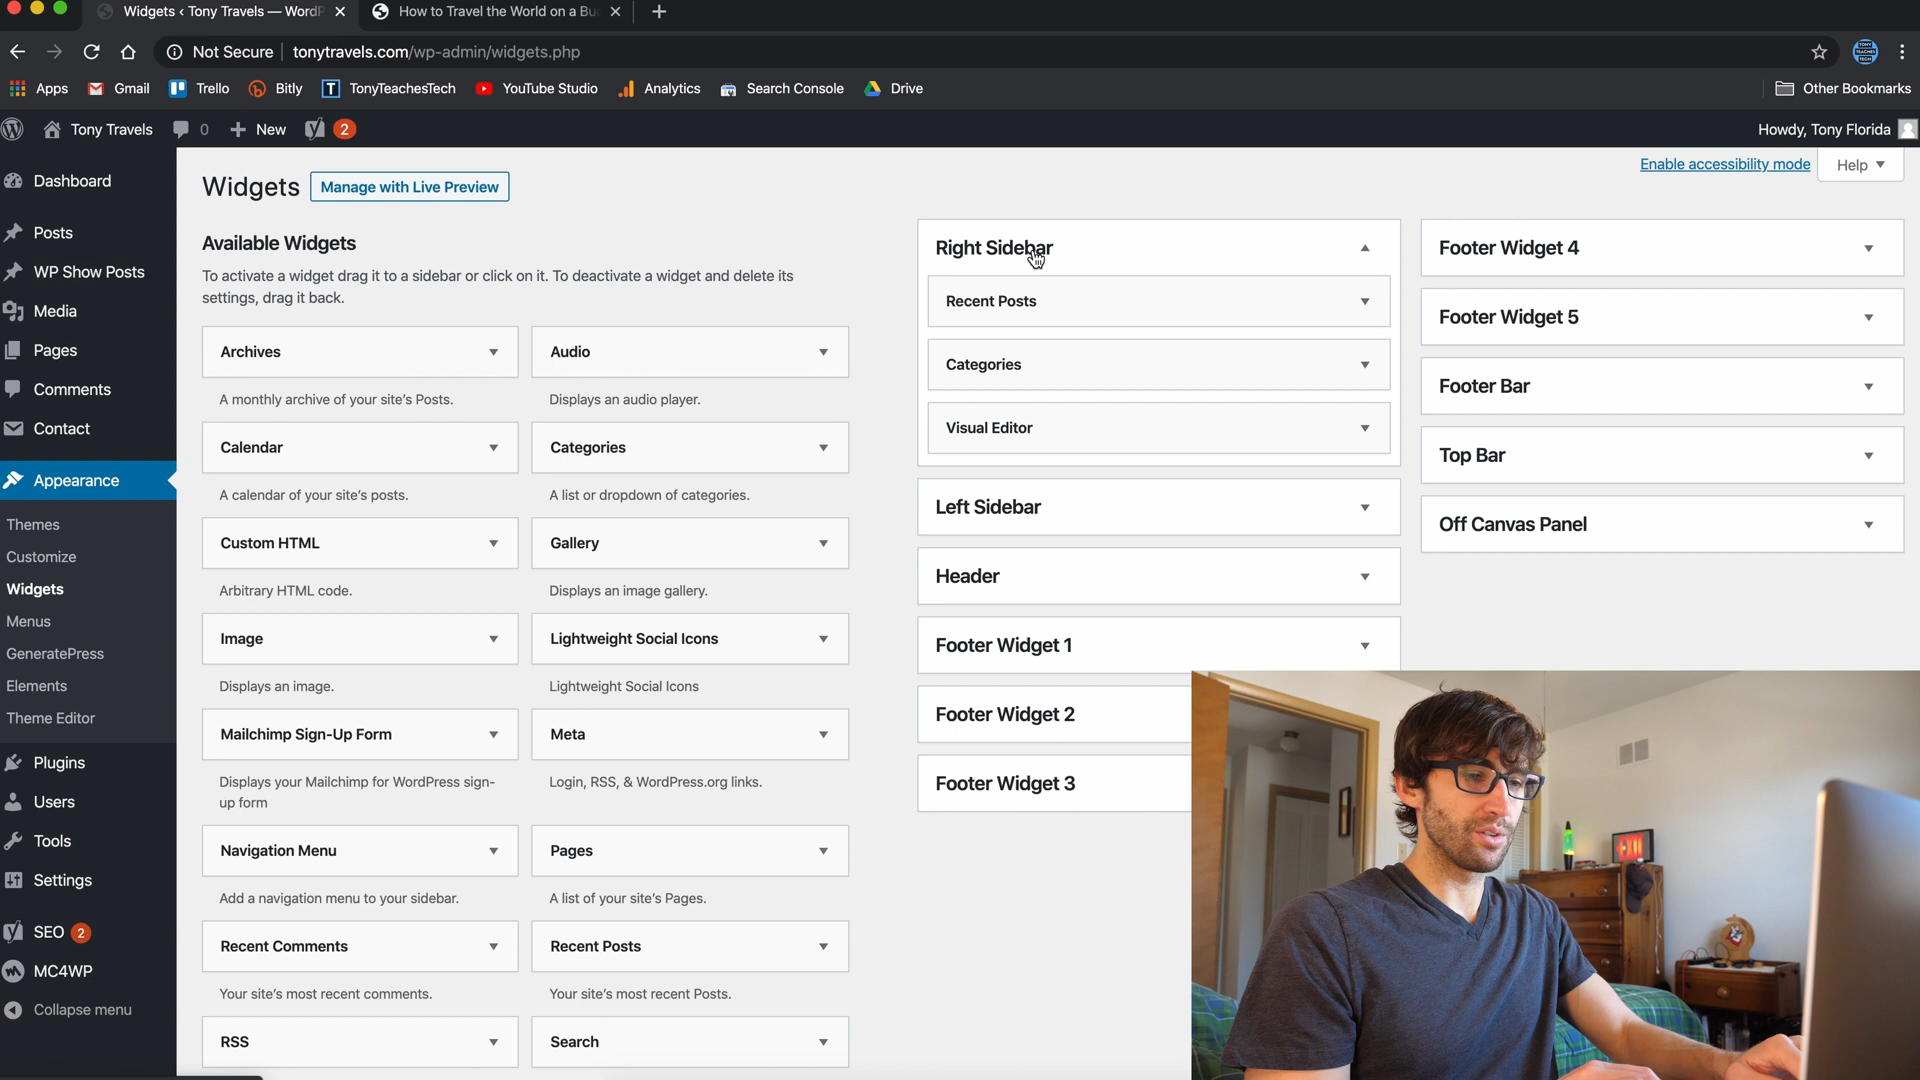 Widgets < Tony Travels — WordP
How to Travel the World on a Bu
Not Secure
tonytravels.com/wp-admin/widgets.php
Apps
Gmail
Trello
Bitly
TonyTeachesTech
YouTube Studio
Analytics
Search Console
Drive
Other Bookmarks
Tony Travels
0
New
2
Howdy, Tony Florida
Dashboard
Posts
WP Show Posts
Media
Pages
Comments
Contact
Appearance
Themes
Customize
Widgets
Menus
GeneratePress
Elements
Theme Editor
Plugins
Users
Tools
Settings
SEO 2
MC4WP
Collapse menu
Enable accessibility mode
Help
Widgets
Manage with Live Preview
Available Widgets
To activate a widget drag it to a sidebar or click on it. To deactivate a widget and delete its
settings, drag it back.
Archives
A monthly archive of your site's Posts.
Audio
Displays an audio player.
Calendar
A calendar of your site's posts.
Categories
A list or dropdown of categories.
Custom HTML
Arbitrary HTML code.
Gallery
Displays an image gallery.
Image
Displays an image.
Lightweight Social Icons
Lightweight Social Icons
Mailchimp Sign-Up Form
Displays your Mailchimp for WordPress sign-
up form
Meta
Login, RSS, & WordPress.org links.
Navigation Menu
Add a navigation menu to your sidebar.
Pages
A list of your site's Pages.
Recent Comments
Your site's most recent comments.
Recent Posts
Your site's most recent Posts.
RSS
Search
Right Sidebar
Recent Posts
Categories
Visual Editor
Left Sidebar
Header
Footer Widget 1
Footer Widget 2
Footer Widget 3
Footer Widget 4
Footer Widget 5
Footer Bar
Top Bar
Off Canvas Panel